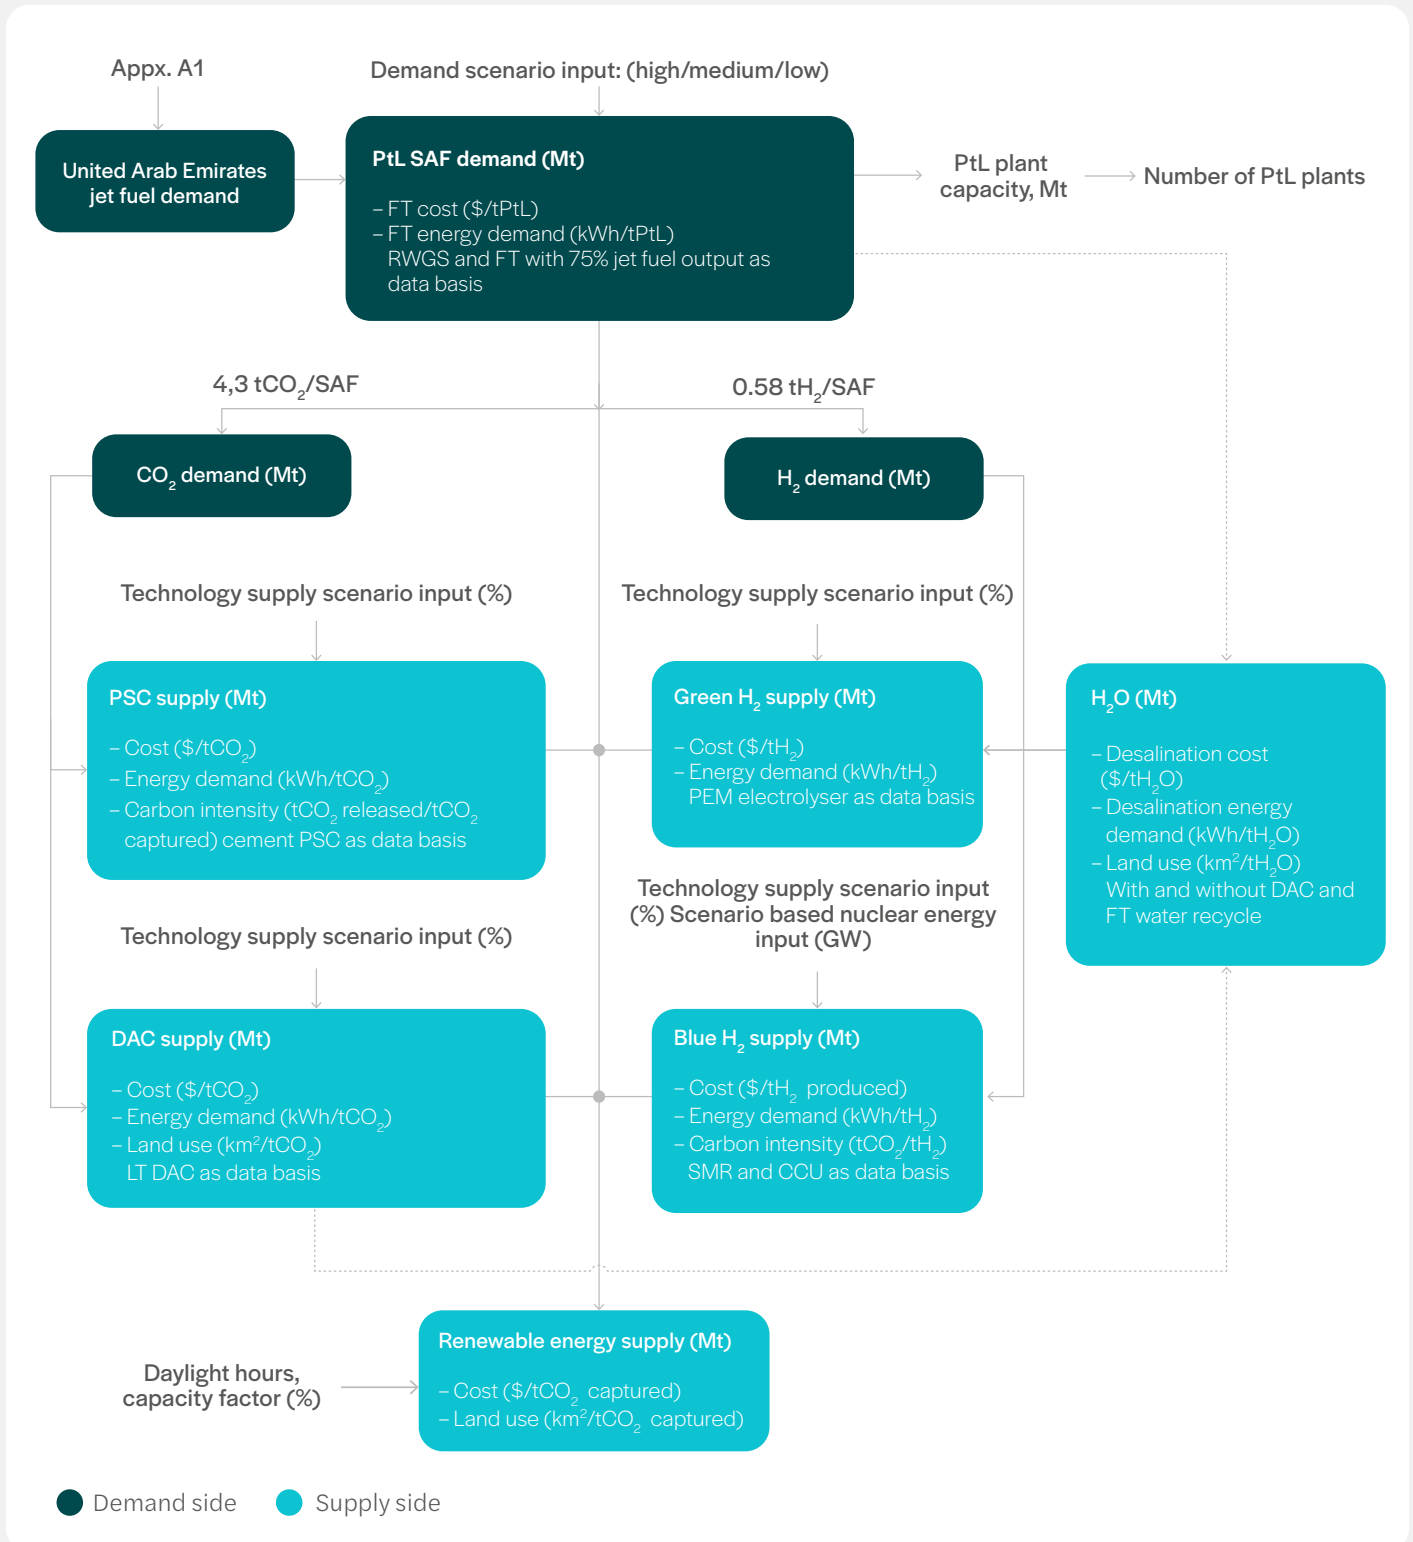 Appx. A1
Demand scenario input: (high/medium/low)
United Arab Emirates
jet fuel demand
PtL SAF demand (Mt)
– FT cost ($/tPtL)
– FT energy demand (kWh/tPtL)
RWGS and FT with 75% jet fuel output as
data basis
PtL plant
capacity, Mt
Number of PtL plants
4,3 tCO₂/SAF
0.58 tH₂/SAF
CO₂ demand (Mt)
H₂ demand (Mt)
Technology supply scenario input (%)
Technology supply scenario input (%)
PSC supply (Mt)
– Cost ($/tCO₂)
– Energy demand (kWh/tCO₂)
– Carbon intensity (tCO₂ released/tCO₂
captured) cement PSC as data basis
Green H₂ supply (Mt)
– Cost ($/tH₂)
– Energy demand (kWh/tH₂)
PEM electrolyser as data basis
H₂O (Mt)
– Desalination cost
($/tH₂O)
– Desalination energy
demand (kWh/tH₂O)
– Land use (km²/tH₂O)
With and without DAC and
FT water recycle
Technology supply scenario input (%)
Technology supply scenario input
(%) Scenario based nuclear energy
input (GW)
DAC supply (Mt)
– Cost ($/tCO₂)
– Energy demand (kWh/tCO₂)
– Land use (km²/tCO₂)
LT DAC as data basis
Blue H₂ supply (Mt)
– Cost ($/tH₂ produced)
– Energy demand (kWh/tH₂)
– Carbon intensity (tCO₂/tH₂)
SMR and CCU as data basis
Daylight hours,
capacity factor (%)
Renewable energy supply (Mt)
– Cost ($/tCO₂ captured)
– Land use (km²/tCO₂ captured)
Demand side
Supply side